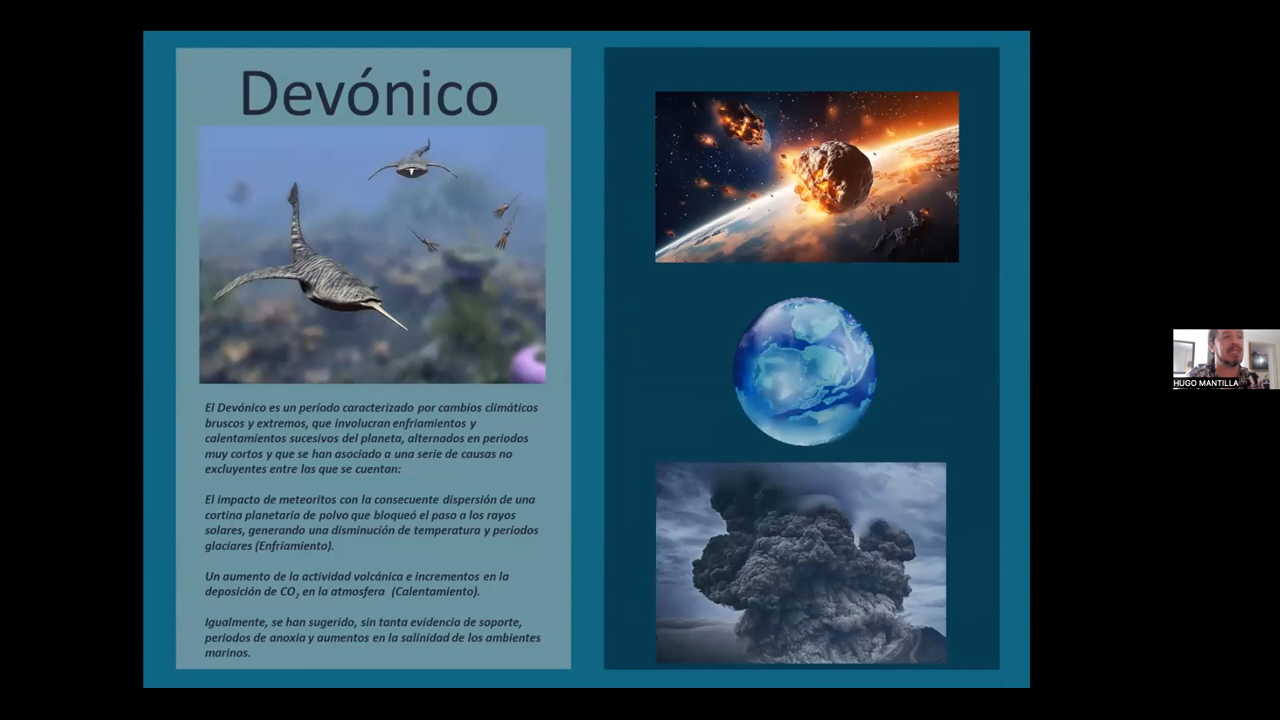 Devónico
El Devónico es un período caracterizado por cambios climáticos
bruscos y extremos, que involucran enfriamientos y
calentamientos sucesivos del planeta, alternados en periodos
muy cortos y que se han asociado a una serie de causas no
excluyentes entre las que se cuentan:
El impacto de meteoritos con la consecuente dispersión de una
cortina planetaria de polvo que bloqueó el paso a los rayos
solares, generando una disminución de temperatura y periodos
glaciares (Enfriamiento).
Un aumento de la actividad volcánica e incrementos en la
deposición de CO₂ en la atmosfera (Calentamiento).
Igualmente, se han sugerido, sin tanta evidencia de soporte,
periodos de anoxia y aumentos en la salinidad de los ambientes
marinos.
HUGO MANTILLA